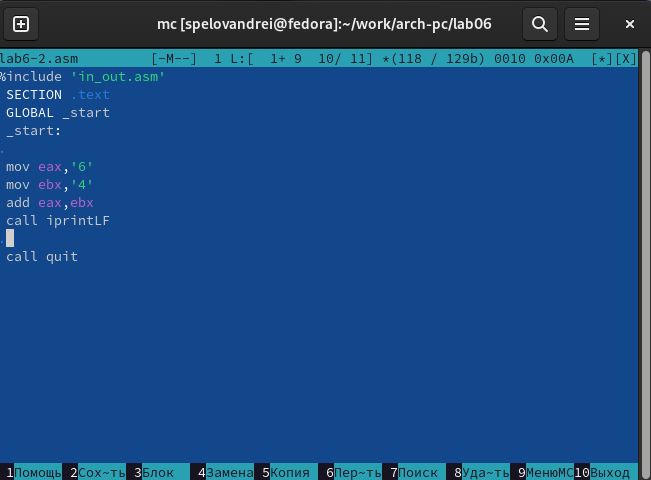 mc [spelovandrei@fedora]:~/work/arch-pc/lab06
lab6-2.asm [-M--] 1 L:[ 1+ 9 10/ 11] *(118 / 129b) 0010 0x00A [*][X]
%include 'in_out.asm'
SECTION .text
GLOBAL _start
_start:
.
mov eax,'6'
mov ebx,'4'
add eax,ebx
call iprintLF
.
call quit
1Помощь 2Сох~ть 3Блок 4Замена 5Копия 6Пер~ть 7Поиск 8Уда~ть 9МенюMC 10Выход